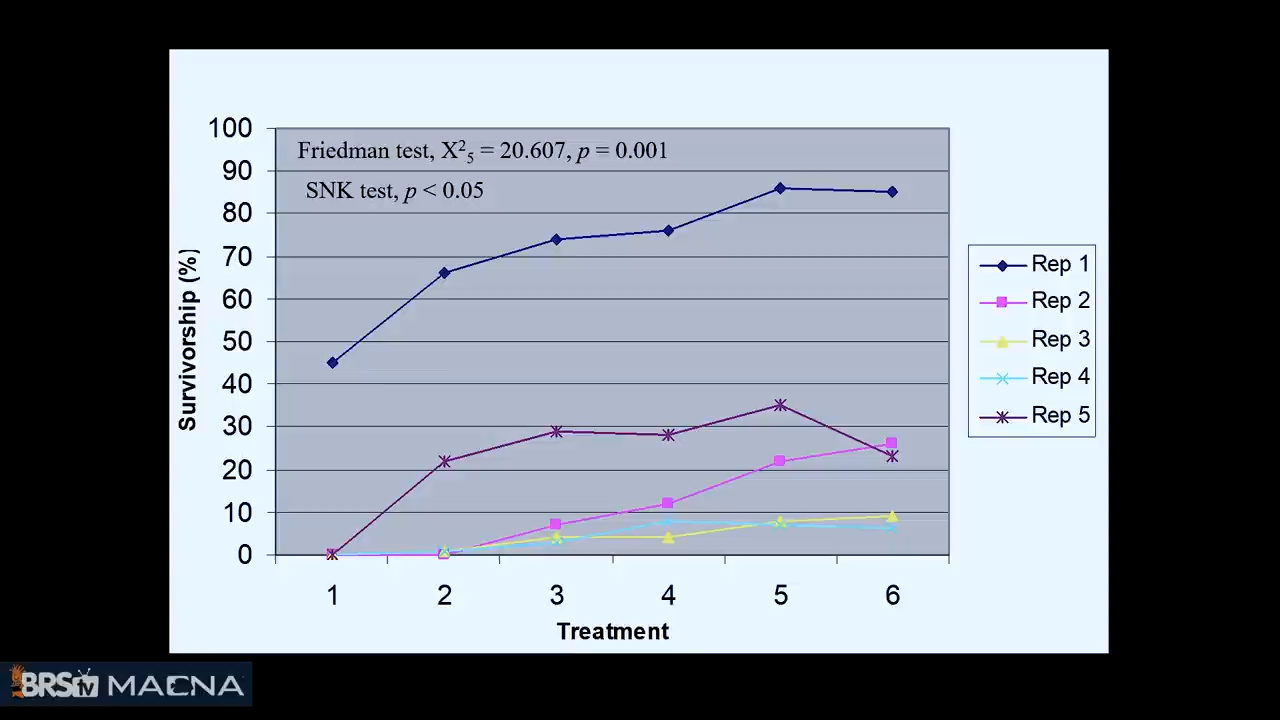 Friedman test, X²₅ = 20.607, p = 0.001
SNK test, p < 0.05
Survivorship (%)
100
90
80
70
60
50
40
30
20
10
0
1 2 3 4 5 6
Treatment
Rep 1
Rep 2
Rep 3
Rep 4
Rep 5
BRStv MACNA